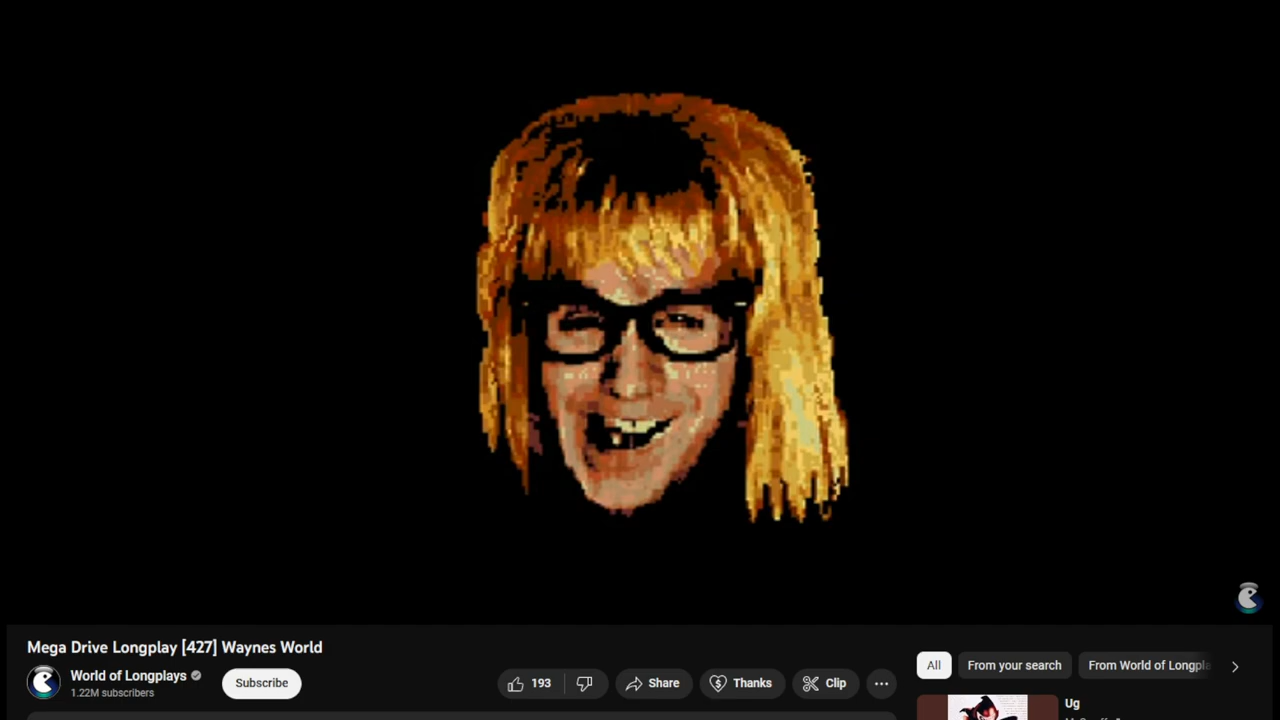 Mega Drive Longplay [427] Waynes World
World of Longplays
1.22M subscribers
Subscribe
193
Share
Thanks
Clip
All
From your search
From World of Longpla
Ug